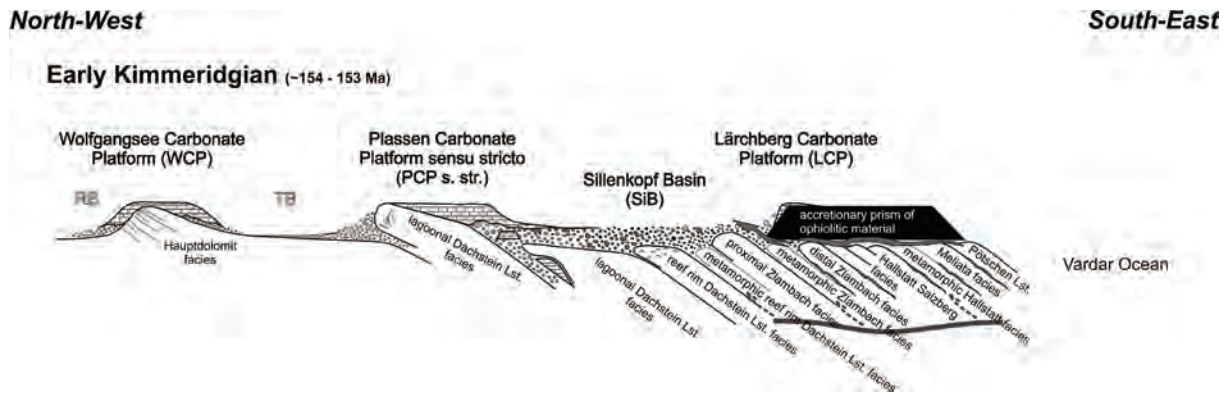 North-West
South-East
Early Kimmeridgian (~154 - 153 Ma)
Wolfgangsee Carbonate
Platform (WCP)
Plassen Carbonate
Platform sensu stricto
(PCP s. str.)
Sillenkopf Basin
(SiB)
Lärchberg Carbonate
Platform (LCP)
RB
TB
Hauptdolomit
facies
lagoonal Dachstein Lst.
facies
lagoonal Dachstein Lst.
facies
reef rim Dachstein Lst. facies
metamorphic reef rim Dachstein Lst. facies
proximal Zlambach facies
metamorphic Zlambach facies
distal Zlambach facies
Hallstatt Salzberg
facies
metamorphic Hallstatt facies
Meliata facies
Pötschen Lst.
accretionary prism of
ophiolitic material
Vardar Ocean